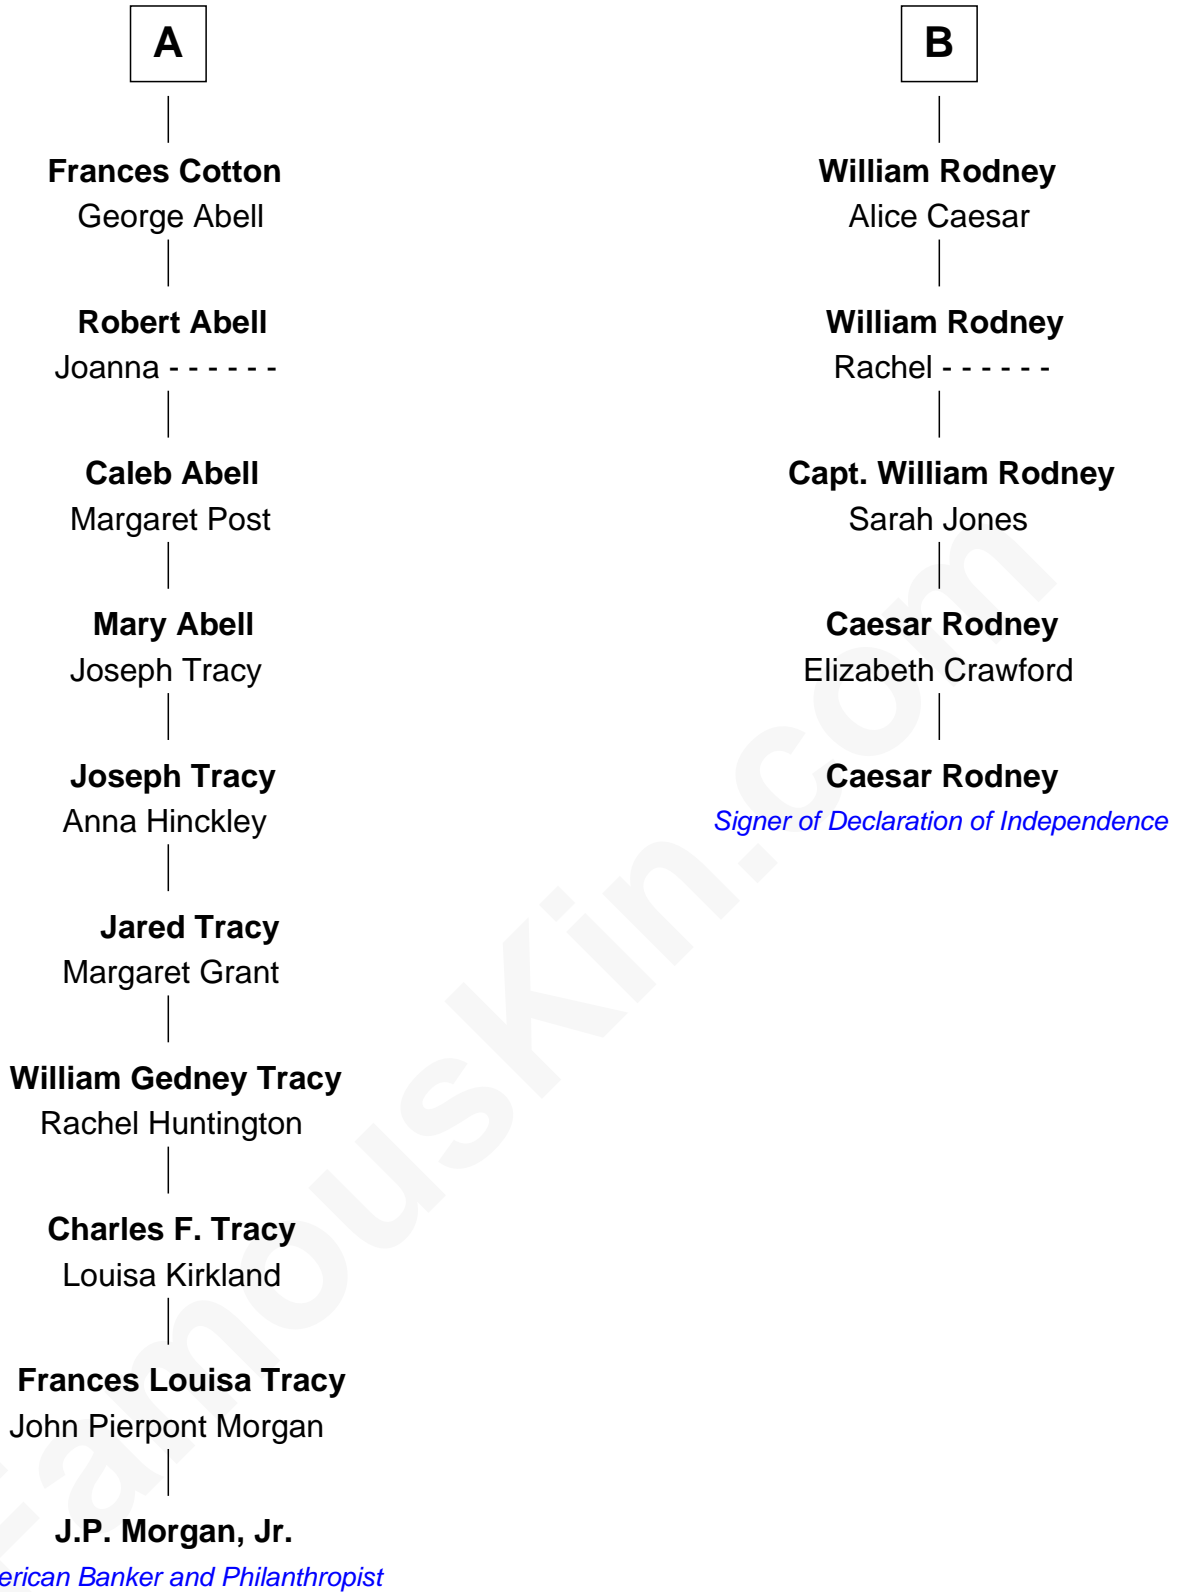 A
Frances Cotton
George Abell
Robert Abell
Joanna - - - - - -
Caleb Abell
Margaret Post
Mary Abell
Joseph Tracy
Joseph Tracy
Anna Hinckley
Jared Tracy
Margaret Grant
William Gedney Tracy
Rachel Huntington
Charles F. Tracy
Louisa Kirkland
Frances Louisa Tracy
John Pierpont Morgan
J.P. Morgan, Jr.
erican Banker and Philanthropist
B
William Rodney
Alice Caesar
William Rodney
Rachel - - - - - -
Capt. William Rodney
Sarah Jones
Caesar Rodney
Elizabeth Crawford
Caesar Rodney
Signer of Declaration of Independence
FamousKin.com